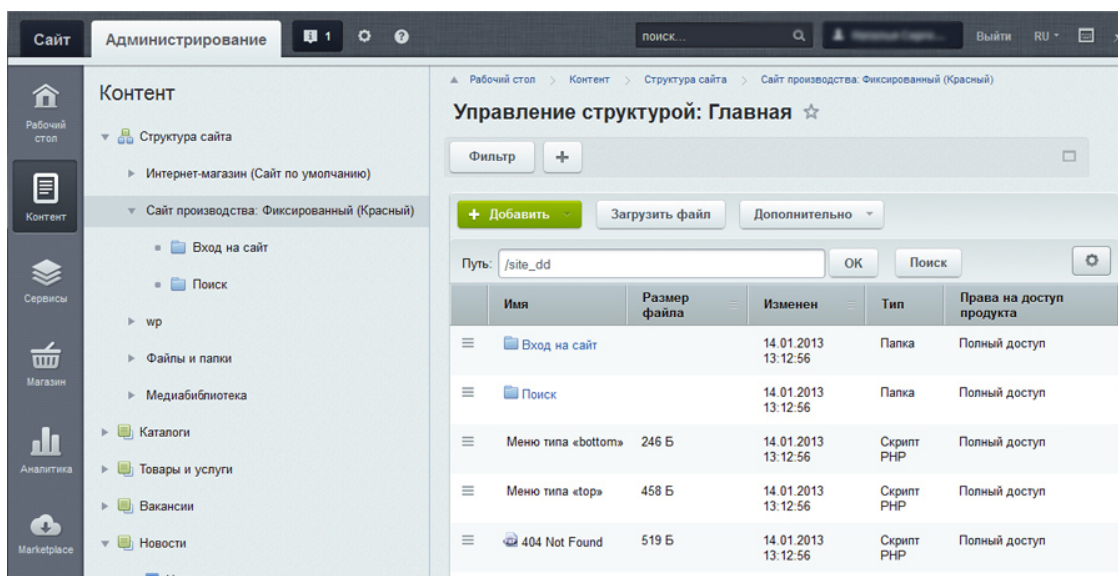 Сайт
Администрирование
1
поиск...
Выйти
RU
Рабочий стол
Контент
Сервисы
Магазин
Аналитика
Marketplace
Контент
Структура сайта
Интернет-магазин (Сайт по умолчанию)
Сайт производства: Фиксированный (Красный)
Вход на сайт
Поиск
wp
Файлы и папки
Медиабиблиотека
Каталоги
Товары и услуги
Вакансии
Новости
Рабочий стол > Контент > Структура сайта > Сайт производства: Фиксированный (Красный)
Управление структурой: Главная
Фильтр
+ Добавить Загрузить файл Дополнительно
Путь: /site_dd OK Поиск
Имя Размер файла Изменен Тип Права на доступ продукта
Вход на сайт 14.01.2013 13:12:56 Папка Полный доступ
Поиск 14.01.2013 13:12:56 Папка Полный доступ
Меню типа «bottom» 246 Б 14.01.2013 13:12:56 Скрипт PHP Полный доступ
Меню типа «top» 458 Б 14.01.2013 13:12:56 Скрипт PHP Полный доступ
404 Not Found 519 Б 14.01.2013 13:12:56 Скрипт PHP Полный доступ